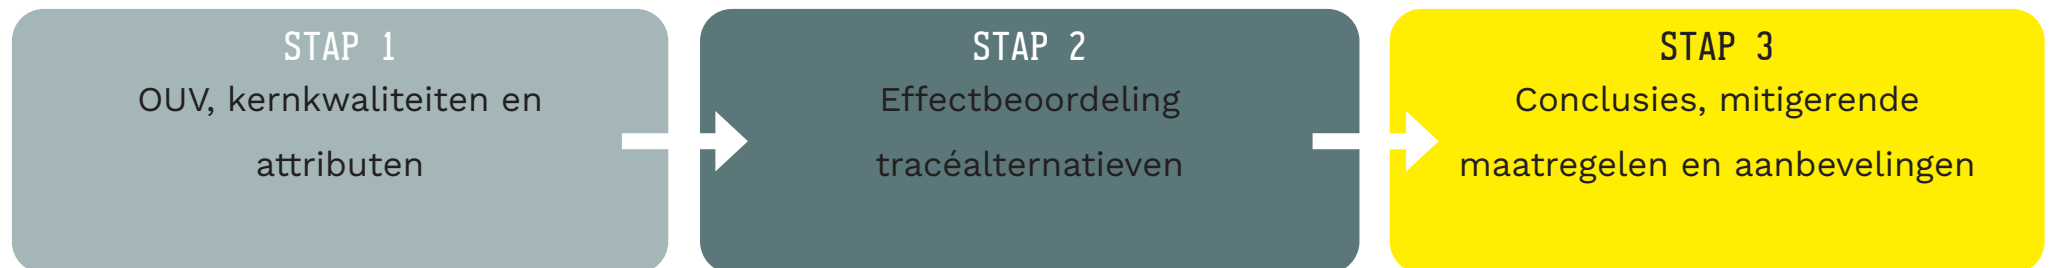 STAP 1
OUV, kernkwaliteiten en
attributen
STAP 2
Effectbeoordeling
tracéalternatieven
STAP 3
Conclusies, mitigerende
maatregelen en aanbevelingen